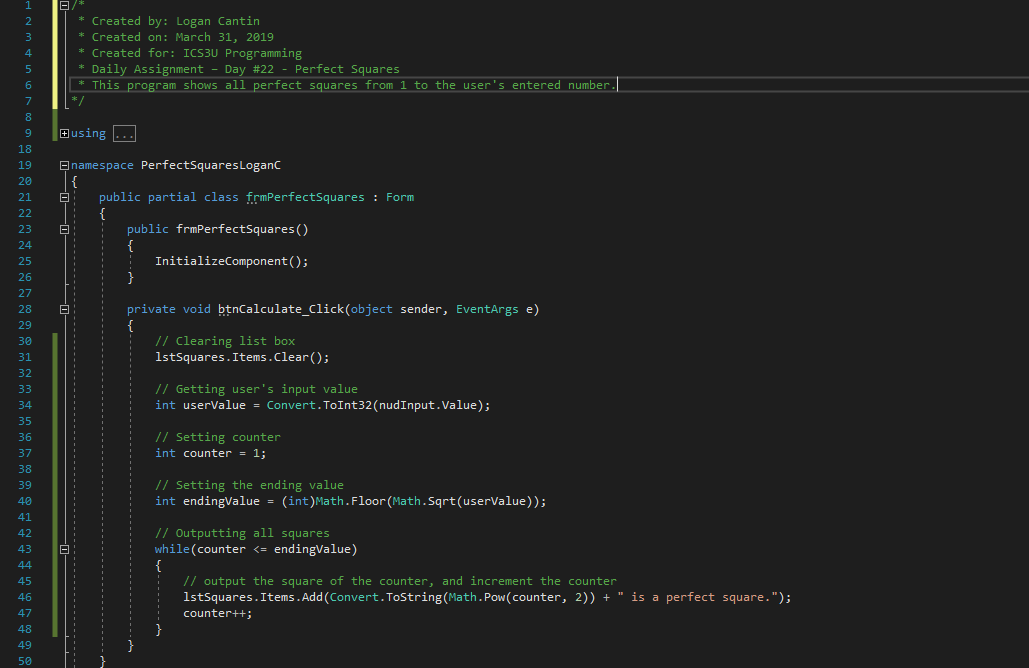 1 /*
2 * Created by: Logan Cantin
3 * Created on: March 31, 2019
4 * Created for: ICS3U Programming
5 * Daily Assignment – Day #22 - Perfect Squares
6 * This program shows all perfect squares from 1 to the user's entered number.
7 */
8
9 using ...
18
19 namespace PerfectSquaresLoganC
20 {
21 public partial class frmPerfectSquares : Form
22 {
23 public frmPerfectSquares()
24 {
25 InitializeComponent();
26 }
27
28 private void btnCalculate_Click(object sender, EventArgs e)
29 {
30 // Clearing list box
31 lstSquares.Items.Clear();
32
33 // Getting user's input value
34 int userValue = Convert.ToInt32(nudInput.Value);
35
36 // Setting counter
37 int counter = 1;
38
39 // Setting the ending value
40 int endingValue = (int)Math.Floor(Math.Sqrt(userValue));
41
42 // Outputting all squares
43 while(counter <= endingValue)
44 {
45 // output the square of the counter, and increment the counter
46 lstSquares.Items.Add(Convert.ToString(Math.Pow(counter, 2)) + " is a perfect square.");
47 counter++;
48 }
49 }
50 }